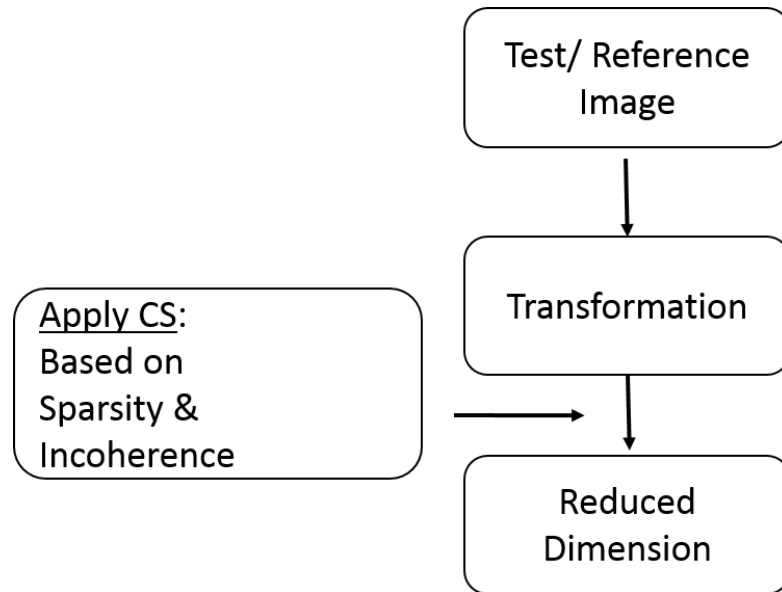 Test/ Reference
Image
Transformation
Apply CS:
Based on
Sparsity &
Incoherence
Reduced
Dimension